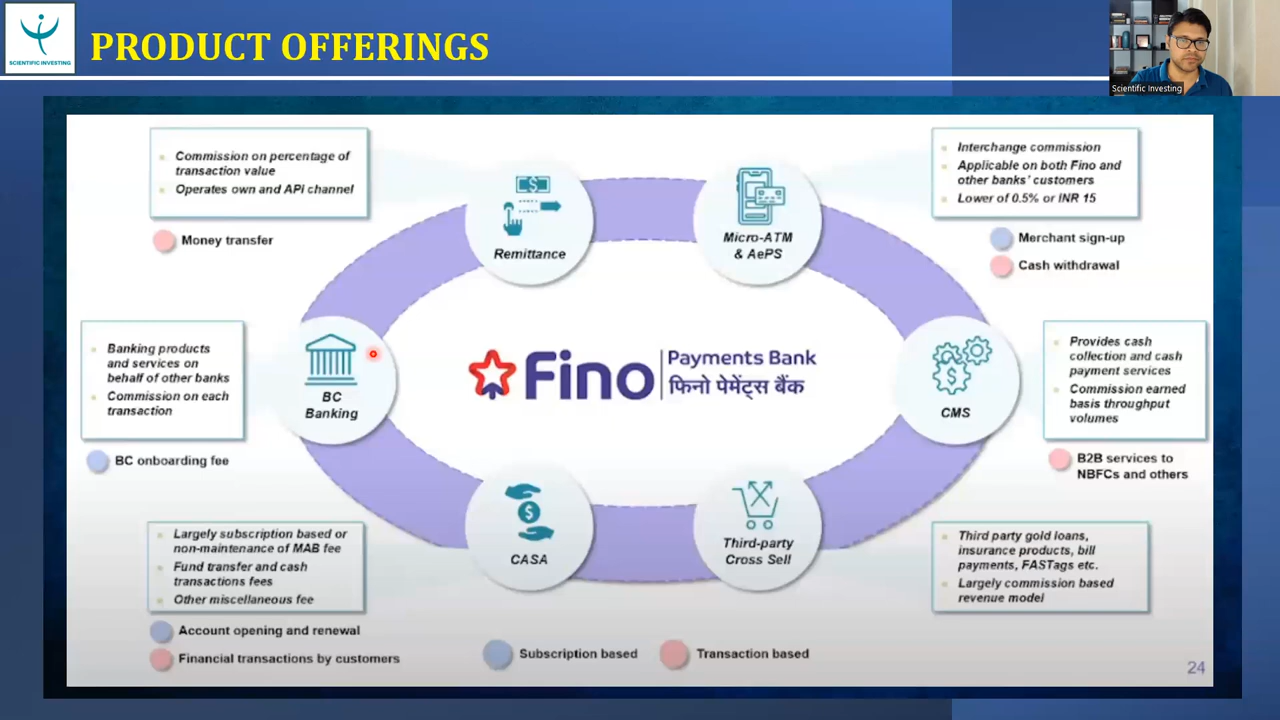 SCIENTIFIC INVESTING
PRODUCT OFFERINGS
Scientific Investing
Commission on percentage of
transaction value
Operates own and API channel
Money transfer
Remittance
Micro-ATM
& AePS
Interchange commission
Applicable on both Fino and
other banks' customers
Lower of 0.5% or INR 15
Merchant sign-up
Cash withdrawal
Banking products
and services on
behalf of other banks
Commission on each
transaction
BC onboarding fee
BC
Banking
Fino
Payments Bank
फिनो पेमेंट्स बैंक
CMS
Provides cash
collection and cash
payment services
Commission earned
basis throughput
volumes
B2B services to
NBFCs and others
Largely subscription based or
non-maintenance of MAB fee
Fund transfer and cash
transactions fees
Other miscellaneous fee
Account opening and renewal
Financial transactions by customers
CASA
Third-party
Cross Sell
Third party gold loans,
insurance products, bill
payments, FASTags etc.
Largely commission based
revenue model
Subscription based
Transaction based
24